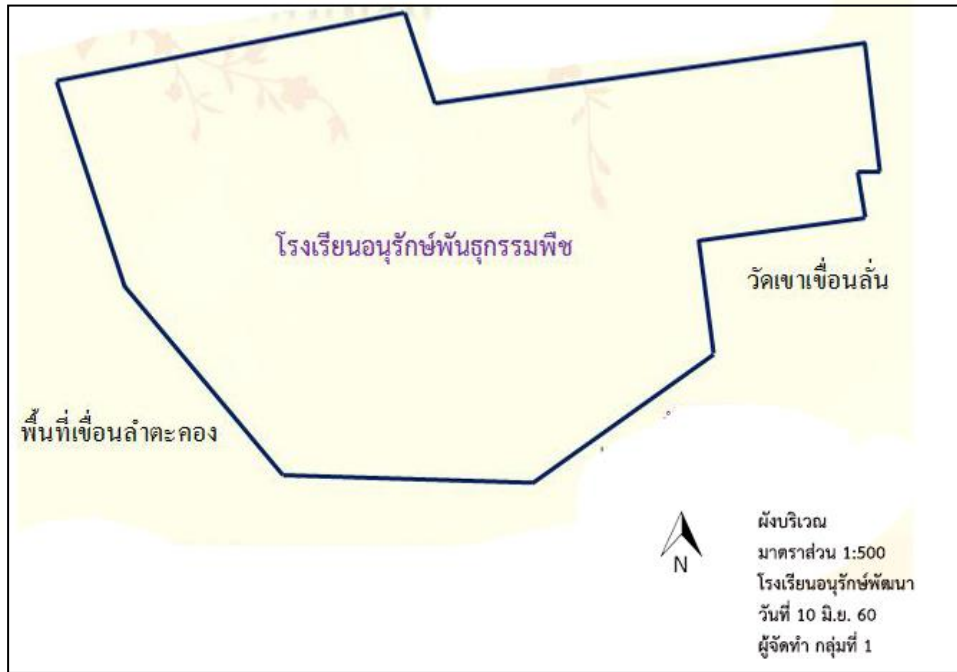 โรงเรียนอนุรักษ์พันธุกรรมพืช
วัดเขาเขื่อนลั่น
พื้นที่เขื่อนลำตะคอง
N
ผังบริเวณ
มาตราส่วน 1:500
โรงเรียนอนุรักษ์พัฒนา
วันที่ 10 มิ.ย. 60
ผู้จัดทำ กลุ่มที่ 1